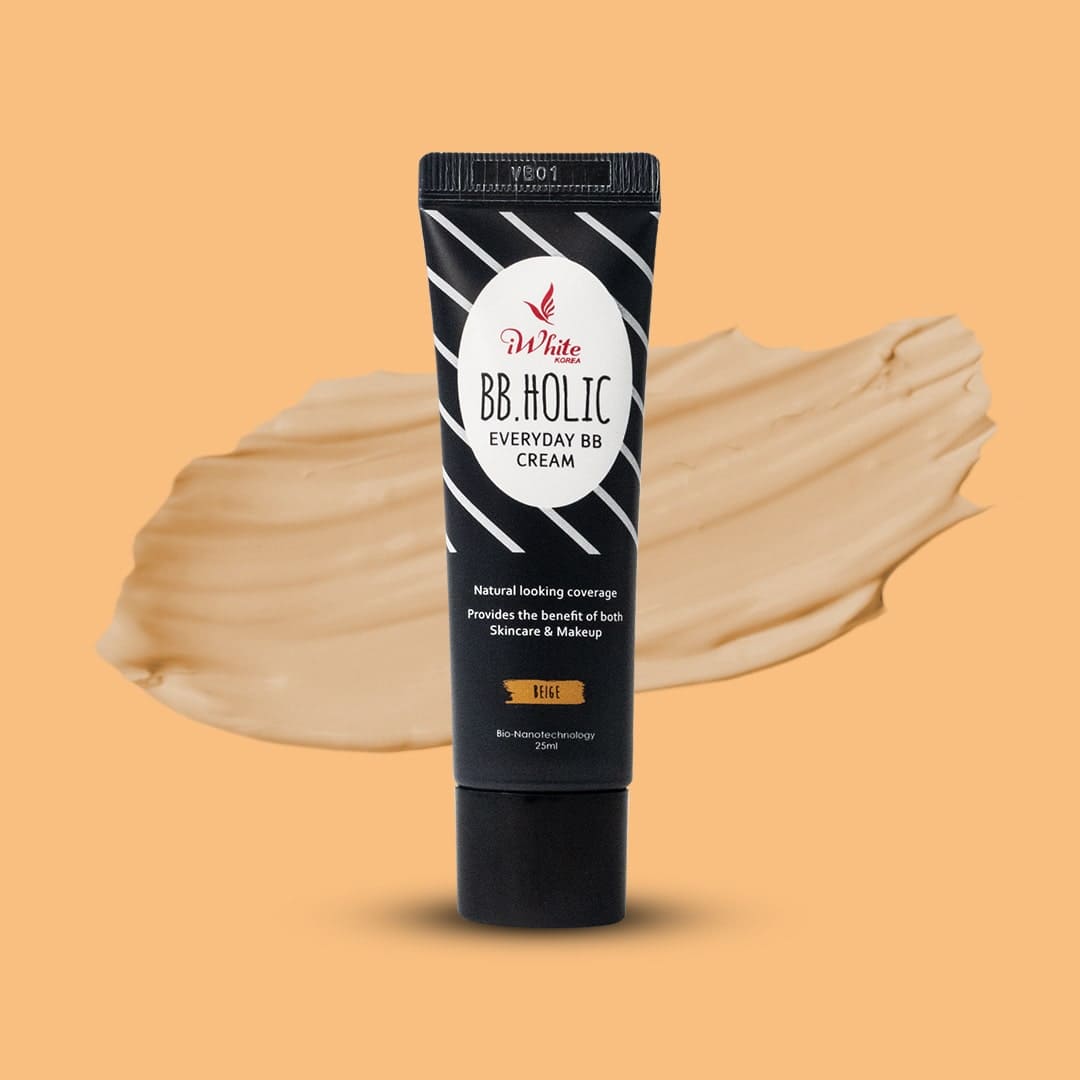 VB01
iWhite
KOREA
BB.HOLIC
EVERYDAY BB
CREAM
Natural looking coverage
Provides the benefit of both
Skincare & Makeup
BEIGE
Bio-Nanotechnology
25ml